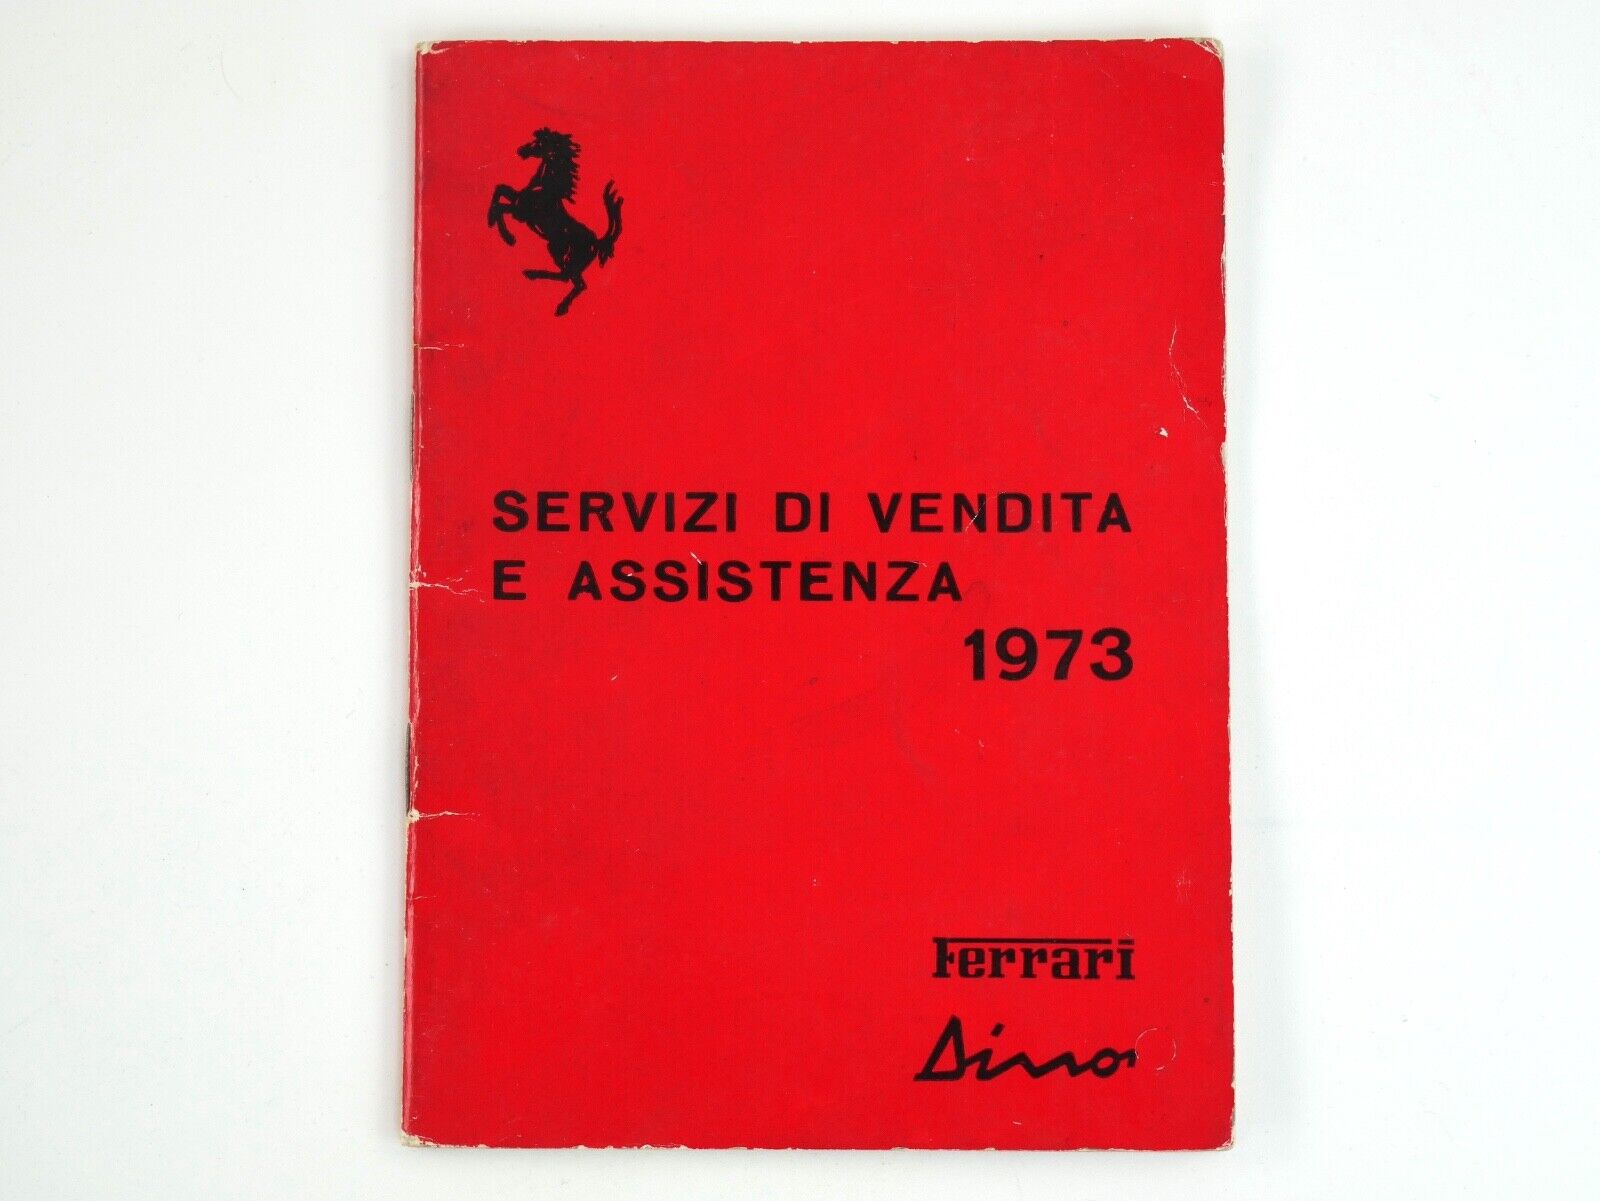 SERVIZI DI VENDITA
E ASSISTENZA
1973
Ferrari
Dino